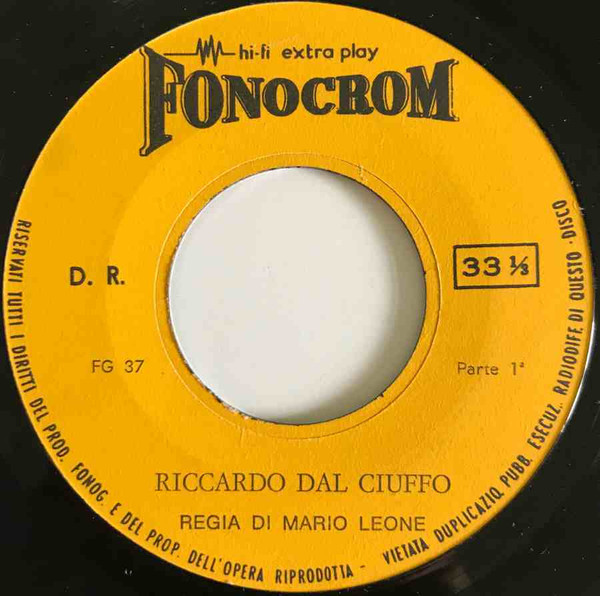 hi-fi extra play
FONOCROM
D. R.
33 ⅓
FG 37
Parte 1ª
RICCARDO DAL CIUFFO
REGIA DI MARIO LEONE
RISERVATI TUTTI I DIRITTI DEL PROD. FONOG. E DEL PROP. DELL'OPERA RIPRODOTTA - VIETATA DUPLICAZIO. PUBB. ESECUZ. RADIODIFF. DI QUESTO - DISCO